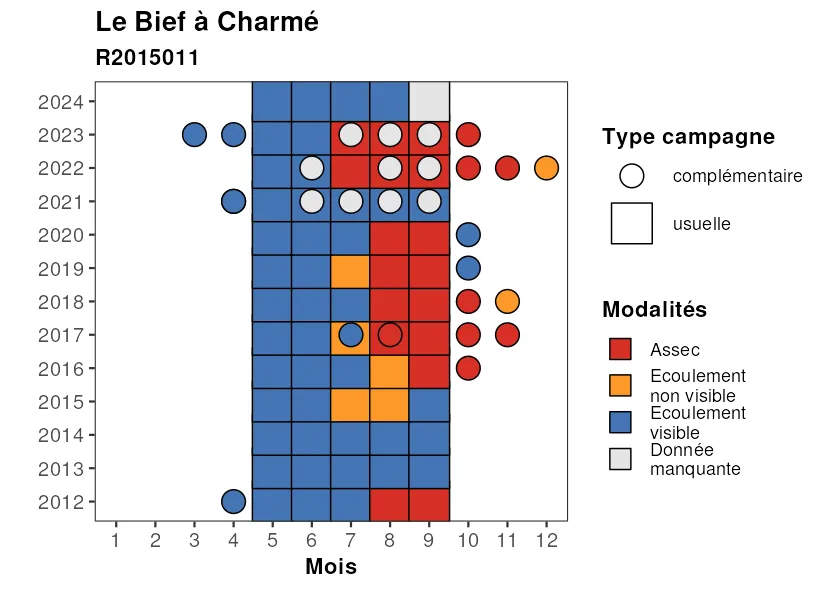 Le Bief à Charmé
R2015011
2024
2023
2022
2021
2020
2019
2018
2017
2016
2015
2014
2013
2012
1 2 3 4 5 6 7 8 9 10 11 12
Mois
Type campagne
complémentaire
usuelle
Modalités
Assec
Ecoulement
non visible
Ecoulement
visible
Donnée
manquante